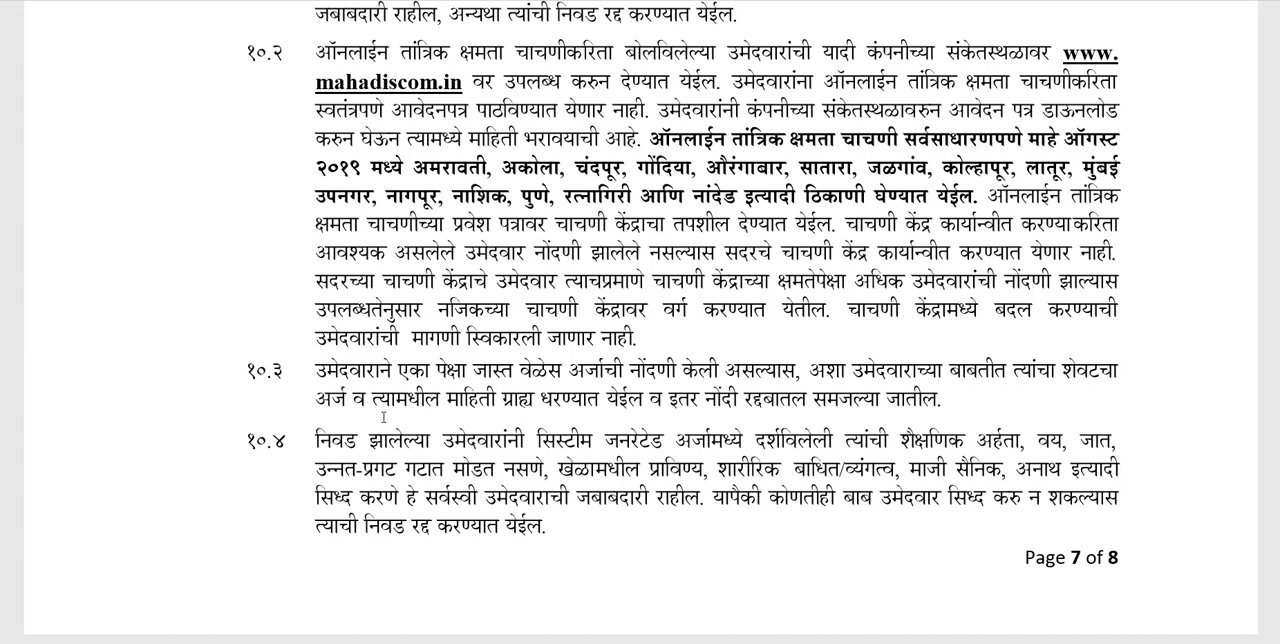 जबाबदारी राहील, अन्यथा त्यांची निवड रद्द करण्यात येईल.
१०.२ ऑनलाईन तांत्रिक क्षमता चाचणीकरिता बोलविलेल्या उमेदवारांची यादी कंपनीच्या संकेतस्थळावर www.
mahadiscom.in वर उपलब्ध करुन देण्यात येईल. उमेदवारांना ऑनलाईन तांत्रिक क्षमता चाचणीकरिता
स्वतंत्रपणे आवेदनपत्र पाठविण्यात येणार नाही. उमेदवारांनी कंपनीच्या संकेतस्थळावरुन आवेदन पत्र डाऊनलोड
करुन घेऊन त्यामध्ये माहिती भरावयाची आहे. ऑनलाईन तांत्रिक क्षमता चाचणी सर्वसाधारणपणे माहे ऑगस्ट
२०१९ मध्ये अमरावती, अकोला, चंदपूर, गोंदिया, औरंगाबार, सातारा, जळगांव, कोल्हापूर, लातूर, मुंबई
उपनगर, नागपूर, नाशिक, पुणे, रत्नागिरी आणि नांदेड इत्यादी ठिकाणी घेण्यात येईल. ऑनलाईन तांत्रिक
क्षमता चाचणीच्या प्रवेश पत्रावर चाचणी केंद्राचा तपशील देण्यात येईल. चाचणी केंद्र कार्यान्वीत करण्याकरिता
आवश्यक असलेले उमेदवार नोंदणी झालेले नसल्यास सदरचे चाचणी केंद्र कार्यान्वीत करण्यात येणार नाही.
सदरच्या चाचणी केंद्राचे उमेदवार त्याचप्रमाणे चाचणी केंद्राच्या क्षमतेपेक्षा अधिक उमेदवारांची नोंदणी झाल्यास
उपलब्धतेनुसार नजिकच्या चाचणी केंद्रावर वर्ग करण्यात येतील. चाचणी केंद्रामध्ये बदल करण्याची
उमेदवारांची मागणी स्विकारली जाणार नाही.
१०.३ उमेदवाराने एका पेक्षा जास्त वेळेस अर्जाची नोंदणी केली असल्यास, अशा उमेदवाराच्या बाबतीत त्यांचा शेवटचा
अर्ज व त्यामधील माहिती ग्राह्य धरण्यात येईल व इतर नोंदी रद्दबातल समजल्या जातील.
१०.४ निवड झालेल्या उमेदवारांनी सिस्टीम जनरेटेड अर्जामध्ये दर्शविलेली त्यांची शैक्षणिक अर्हता, वय, जात,
उन्नत-प्रगट गटात मोडत नसणे, खेळामधील प्राविण्य, शारीरिक बाधित/व्यंगत्व, माजी सैनिक, अनाथ इत्यादी
सिध्द करणे हे सर्वस्वी उमेदवाराची जबाबदारी राहील. यापैकी कोणतीही बाब उमेदवार सिध्द करु न शकल्यास
त्याची निवड रद्द करण्यात येईल.
Page 7 of 8